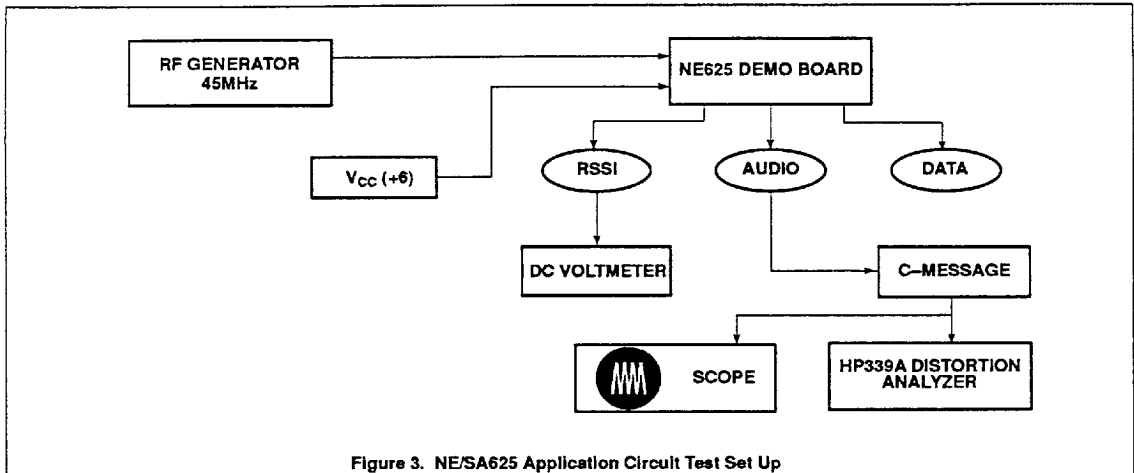 RF GENERATOR
45MHz
NE625 DEMO BOARD
VCC (+6)
RSSI
AUDIO
DATA
DC VOLTMETER
C–MESSAGE
SCOPE
HP339A DISTORTION
ANALYZER
Figure 3. NE/SA625 Application Circuit Test Set Up